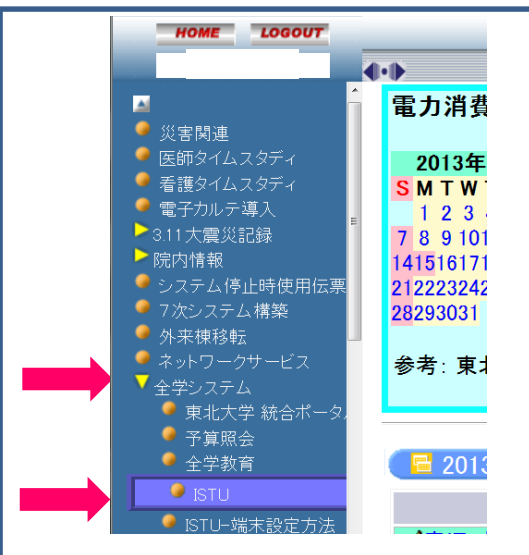 HOME LOGOUT
災害関連
医師タイムスタディ
看護タイムスタディ
電子カルテ導入
3.11大震災記録
院内情報
システム停止時使用伝票
7次システム構築
外来棟移転
ネットワークサービス
全学システム
東北大学 統合ポータ
予算照会
全学教育
ISTU
ISTU-端末設定方法
電力消費
2013年
S M T W
1 2 3
7 8 9 10 1
14 15 16 17 1
21 22 23 24 2
28 29 30 31
参考: 東
2013